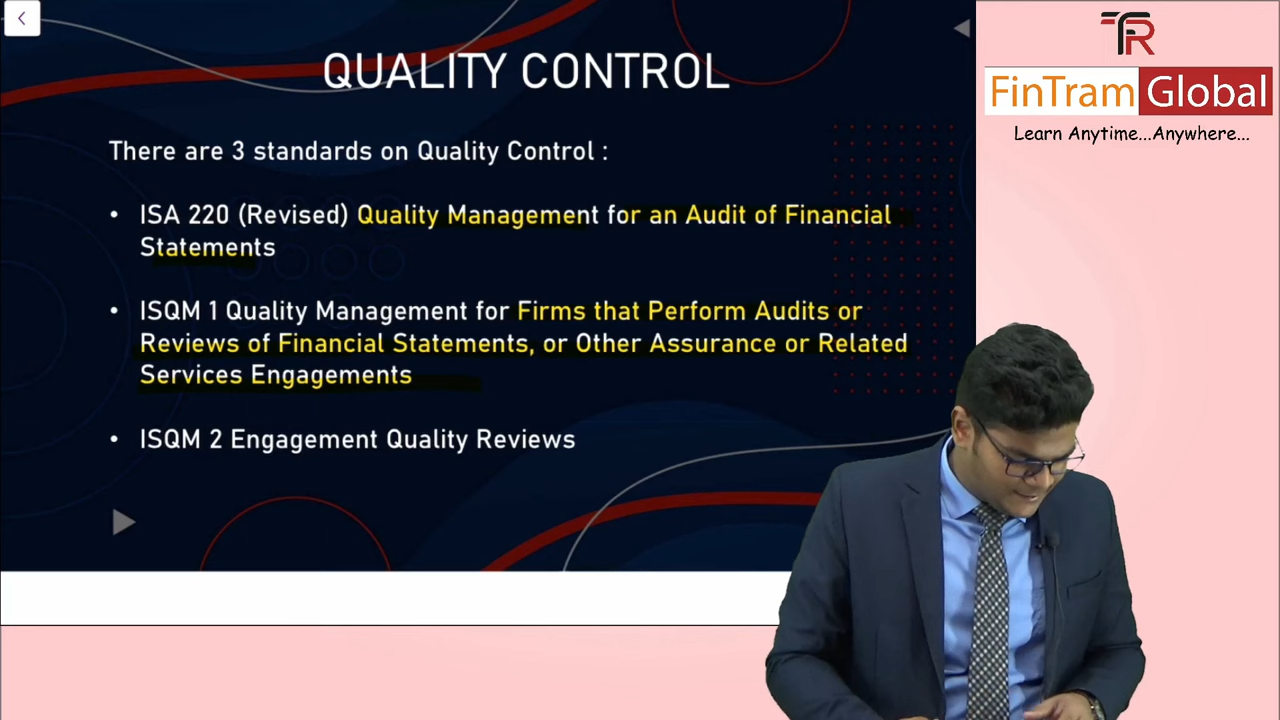 QUALITY CONTROL
There are 3 standards on Quality Control :
• ISA 220 (Revised) Quality Management for an Audit of Financial
Statements
• ISQM 1 Quality Management for Firms that Perform Audits or
Reviews of Financial Statements, or Other Assurance or Related
Services Engagements
• ISQM 2 Engagement Quality Reviews
TR
FinTram Global
Learn Anytime...Anywhere...